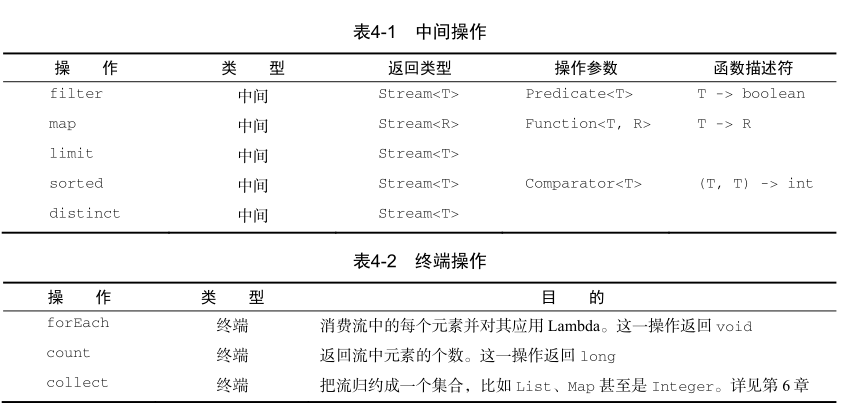 表4-1 中间操作
操 作 类 型 返回类型 操作参数 函数描述符
filter 中间 Stream<T> Predicate<T> T -> boolean
map 中间 Stream<R> Function<T, R> T -> R
limit 中间 Stream<T>
sorted 中间 Stream<T> Comparator<T> (T, T) -> int
distinct 中间 Stream<T>
表4-2 终端操作
操 作 类 型 目 的
forEach 终端 消费流中的每个元素并对其应用 Lambda。这一操作返回 void
count 终端 返回流中元素的个数。这一操作返回 long
collect 终端 把流归约成一个集合，比如 List、Map 甚至是 Integer。详见第 6 章